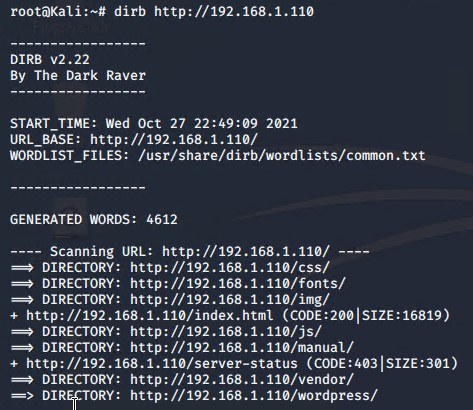 root@Kali:~# dirb http://192.168.1.110
-----------------
DIRB v2.22
By The Dark Raver
-----------------
START_TIME: Wed Oct 27 22:49:09 2021
URL_BASE: http://192.168.1.110/
WORDLIST_FILES: /usr/share/dirb/wordlists/common.txt
-----------------
GENERATED WORDS: 4612
---- Scanning URL: http://192.168.1.110/ ----
==> DIRECTORY: http://192.168.1.110/css/
==> DIRECTORY: http://192.168.1.110/fonts/
==> DIRECTORY: http://192.168.1.110/img/
+ http://192.168.1.110/index.html (CODE:200|SIZE:16819)
==> DIRECTORY: http://192.168.1.110/js/
==> DIRECTORY: http://192.168.1.110/manual/
+ http://192.168.1.110/server-status (CODE:403|SIZE:301)
==> DIRECTORY: http://192.168.1.110/vendor/
==> DIRECTORY: http://192.168.1.110/wordpress/